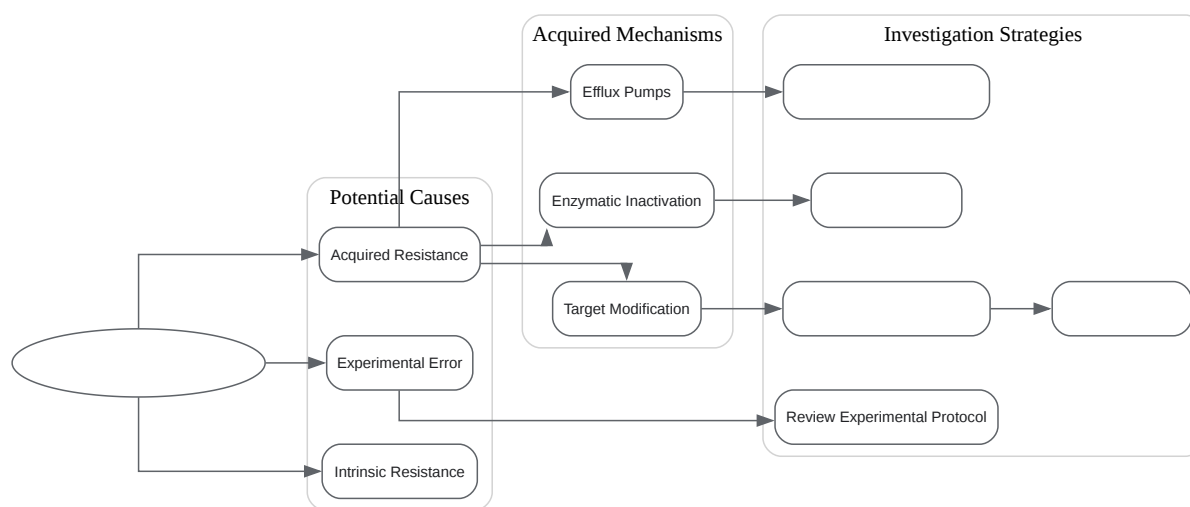 Acquired Mechanisms
Investigation Strategies
Efflux Pumps
Potential Causes
Enzymatic Inactivation
Acquired Resistance
Target Modification
Experimental Error
Review Experimental Protocol
Intrinsic Resistance